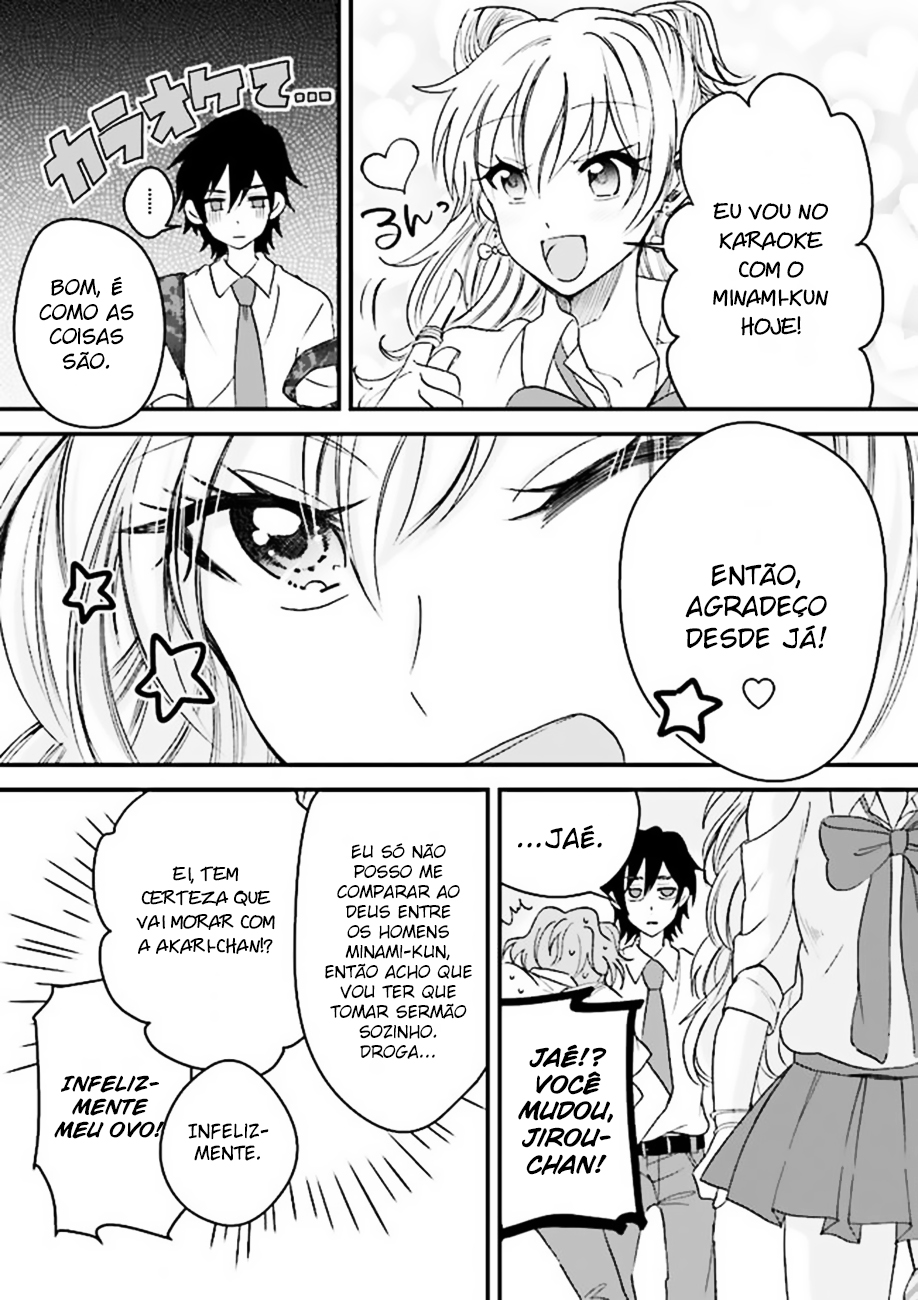 EU VOU NO
KARAOKE
COM O
MINAMI-KUN
HOJE!
うん♪
カラオケて...
......
BOM, É
COMO AS
COISAS
SÃO.
ENTÃO,
AGRADEÇO
DESDE JÁ!
♡
...JAÉ.
JAÉ!?
VOCÊ
MUDOU,
JIROU-
CHAN!
EU SÓ NÃO
POSSO ME
COMPARAR AO
DEUS ENTRE
OS HOMENS
MINAMI-KUN,
ENTÃO ACHO QUE
VOU TER QUE
TOMAR SERMÃO
SOZINHO.
DROGA...
EI, TEM
CERTEZA QUE
VAI MORAR COM
A AKARI-CHAN!?
INFELIZ-
MENTE.
INFELIZ-
MENTE
MEU OVO!